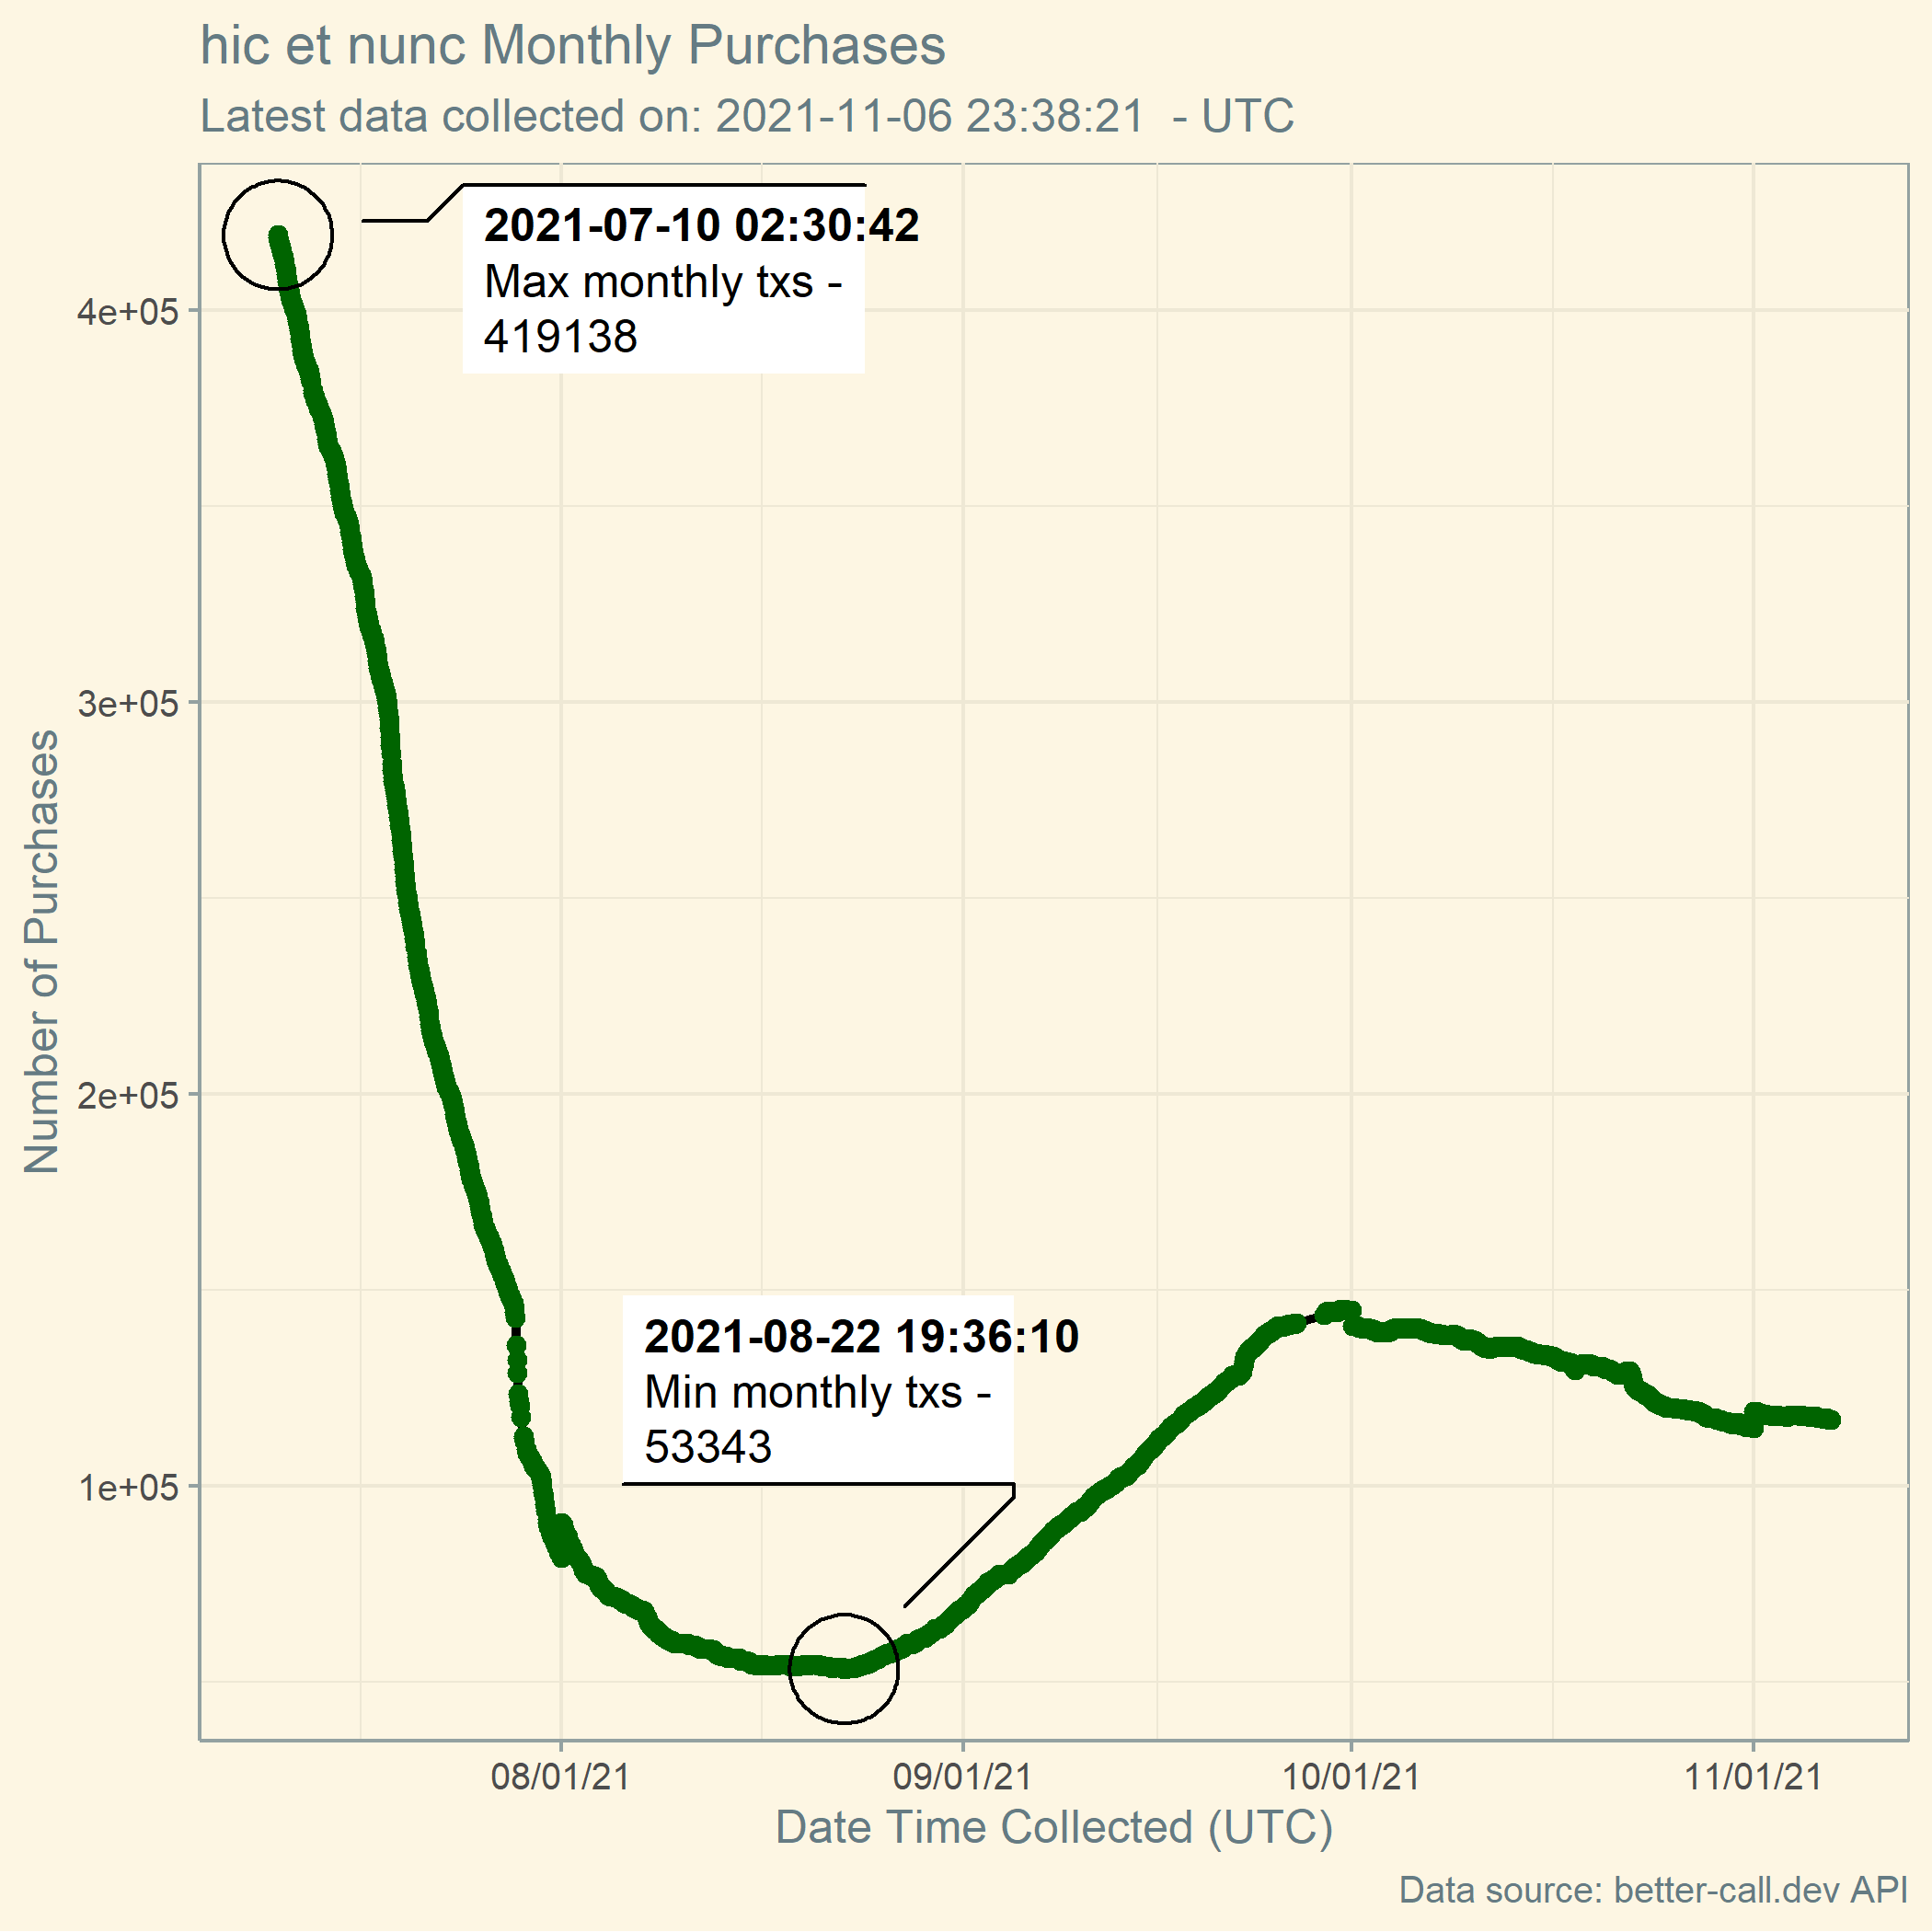 hic et nunc Monthly Purchases
Latest data collected on: 2021-11-06 23:38:21  - UTC
2021-07-10 02:30:42
Max monthly txs -
419138
4e+05
3e+05
2e+05
1e+05
Number of Purchases
2021-08-22 19:36:10
Min monthly txs -
53343
08/01/21
09/01/21
10/01/21
11/01/21
Date Time Collected (UTC)
Data source: better-call.dev API